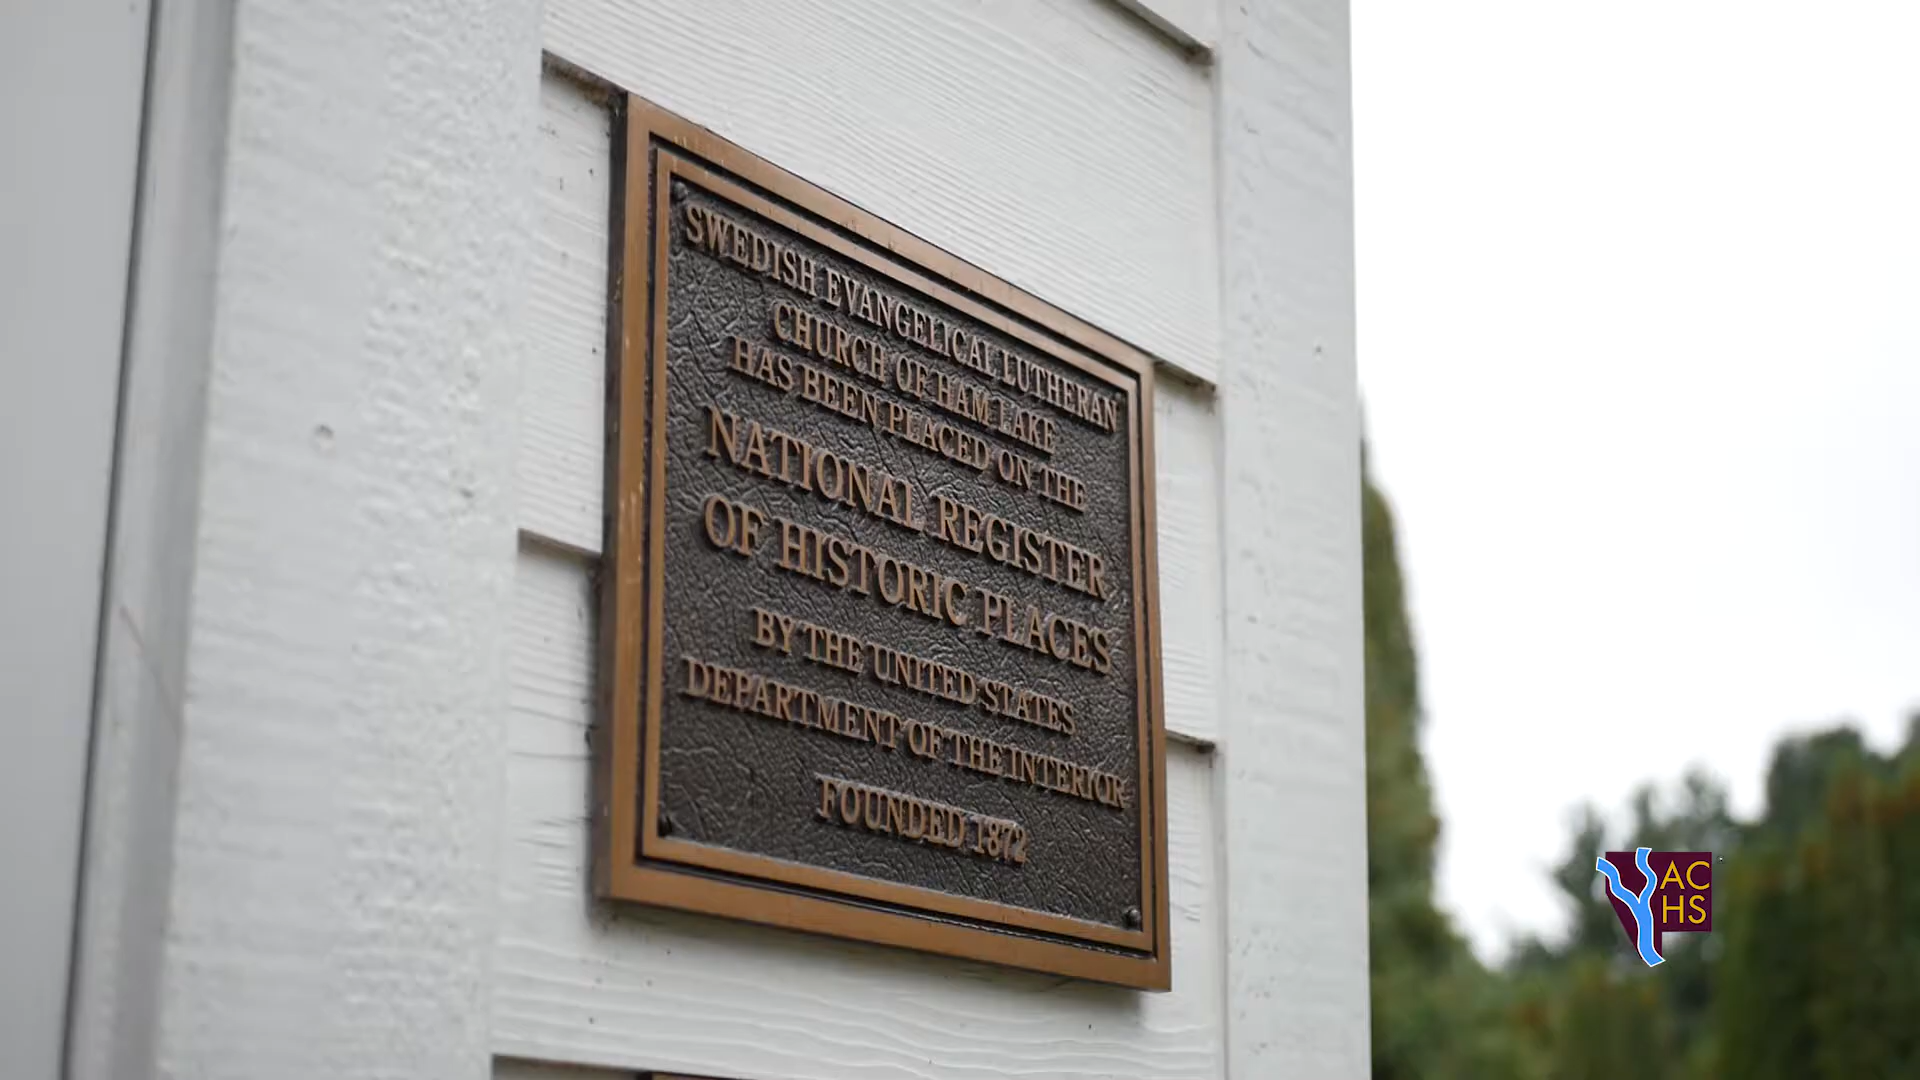 SWEDISH EVANGELICAL LUTHERAN
CHURCH OF HAM LAKE
HAS BEEN PLACED ON THE
NATIONAL REGISTER
OF HISTORIC PLACES
BY THE UNITED STATES
DEPARTMENT OF THE INTERIOR
FOUNDED 1872
AC
HS